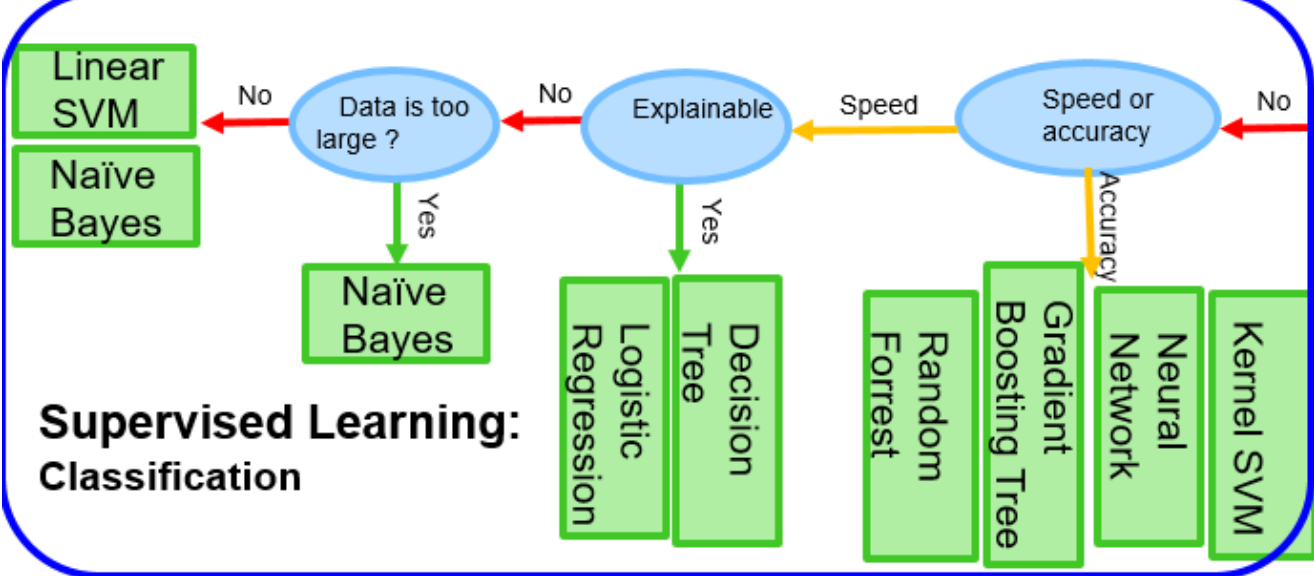 Linear
SVM
No
Data is too
large ?
No
Explainable
Speed
Speed or
accuracy
No
Naïve
Bayes
Yes
Yes
Accuracy
Naïve
Bayes
Logistic
Regression
Decision
Tree
Random
Forrest
Gradient
Boosting Tree
Neural
Network
Kernel SVM
Supervised Learning:
Classification